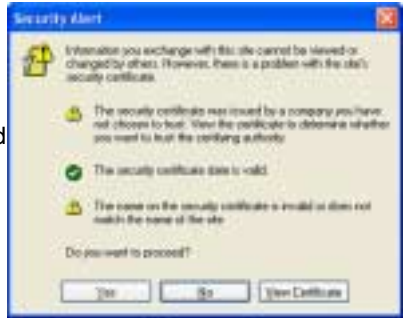 Security Alert
Information you exchange with this site cannot be viewed or
changed by others. However, there is a problem with the site's
security certificate.
The security certificate was issued by a company you have
not chosen to trust. View the certificate to determine whether
you want to trust the certifying authority.
The security certificate date is valid.
The name on the security certificate is invalid or does not
match the name of the site
Do you want to proceed?
Yes No View Certificate